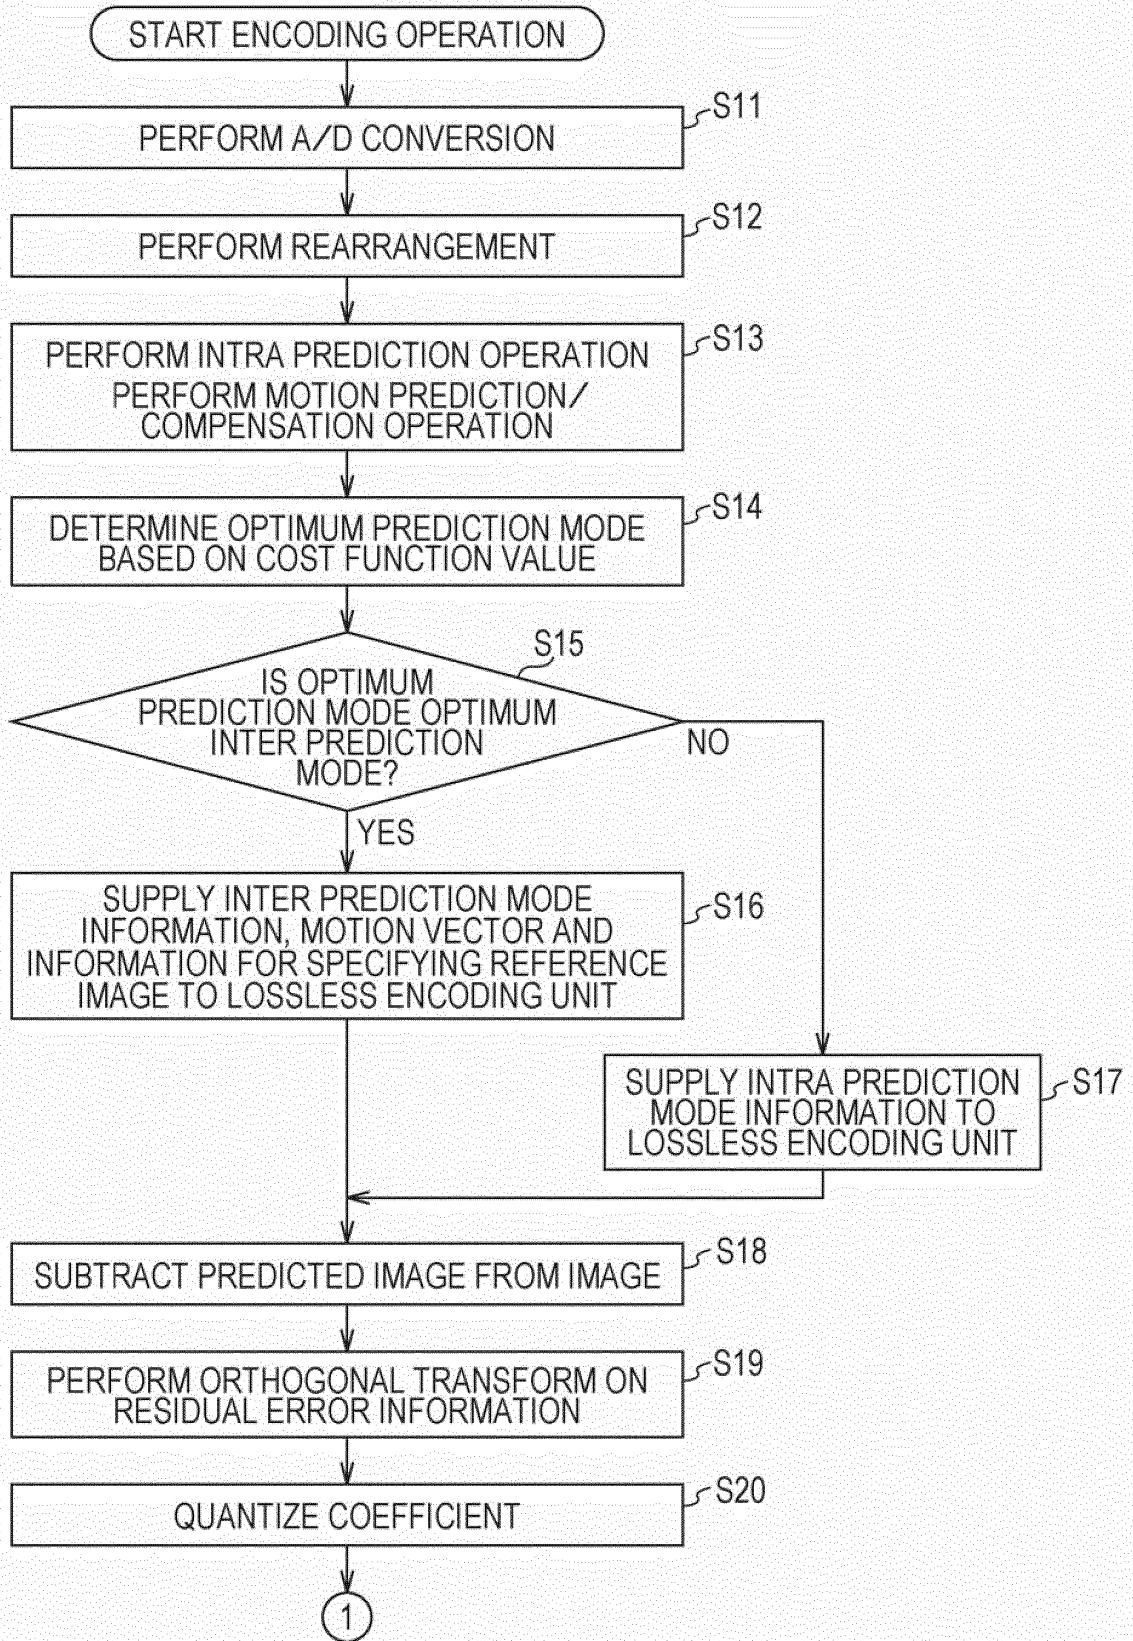 START ENCODING OPERATION
S11
PERFORM A/D CONVERSION
S12
PERFORM REARRANGEMENT
S13
PERFORM INTRA PREDICTION OPERATION
PERFORM MOTION PREDICTION/
COMPENSATION OPERATION
S14
DETERMINE OPTIMUM PREDICTION MODE
BASED ON COST FUNCTION VALUE
S15
IS OPTIMUM
PREDICTION MODE OPTIMUM
INTER PREDICTION
MODE?
NO
YES
S16
SUPPLY INTER PREDICTION MODE
INFORMATION, MOTION VECTOR AND
INFORMATION FOR SPECIFYING REFERENCE
IMAGE TO LOSSLESS ENCODING UNIT
S17
SUPPLY INTRA PREDICTION
MODE INFORMATION TO
LOSSLESS ENCODING UNIT
S18
SUBTRACT PREDICTED IMAGE FROM IMAGE
S19
PERFORM ORTHOGONAL TRANSFORM ON
RESIDUAL ERROR INFORMATION
S20
QUANTIZE COEFFICIENT
1